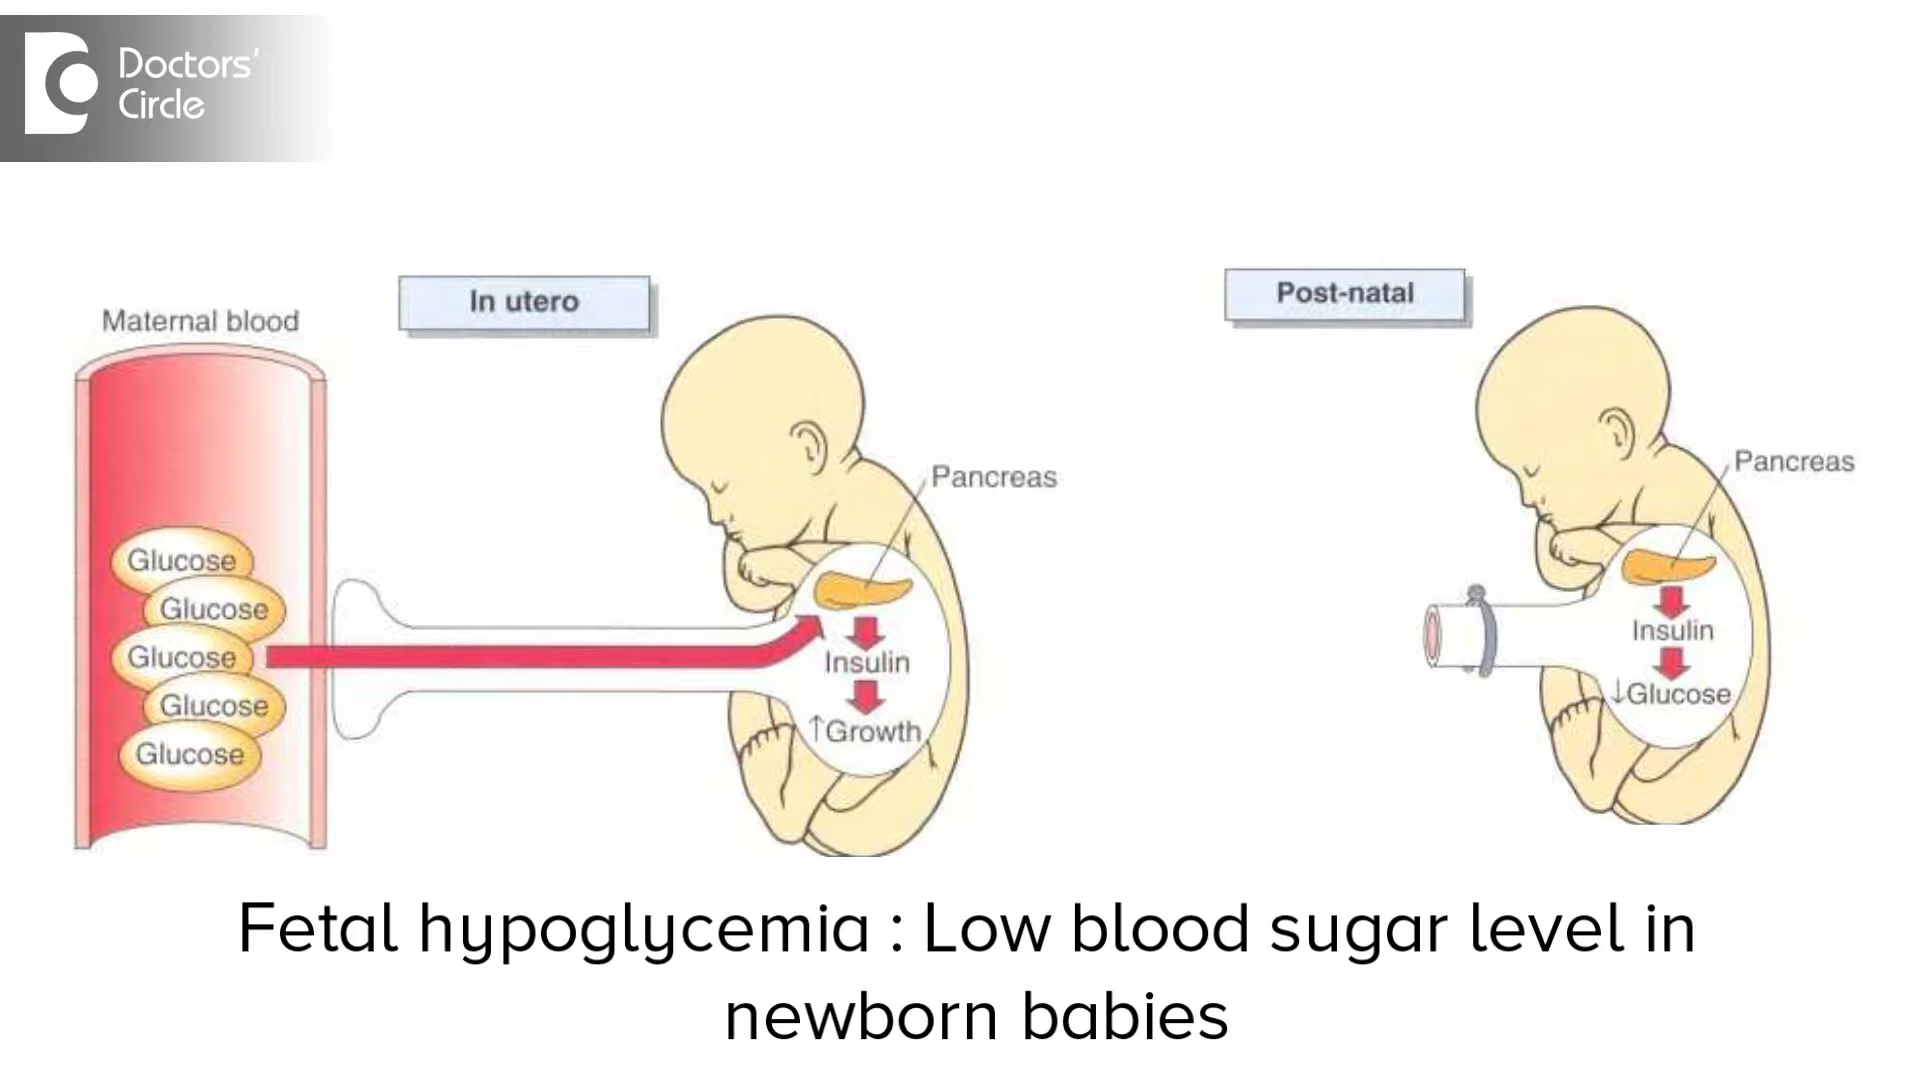 Doctors'
Circle
In utero
Post-natal
Maternal blood
Pancreas
Pancreas
Glucose
Glucose
Glucose
Glucose
Glucose
Insulin
↑Growth
Insulin
↓Glucose
Fetal hypoglycemia : Low blood sugar level in
newborn babies